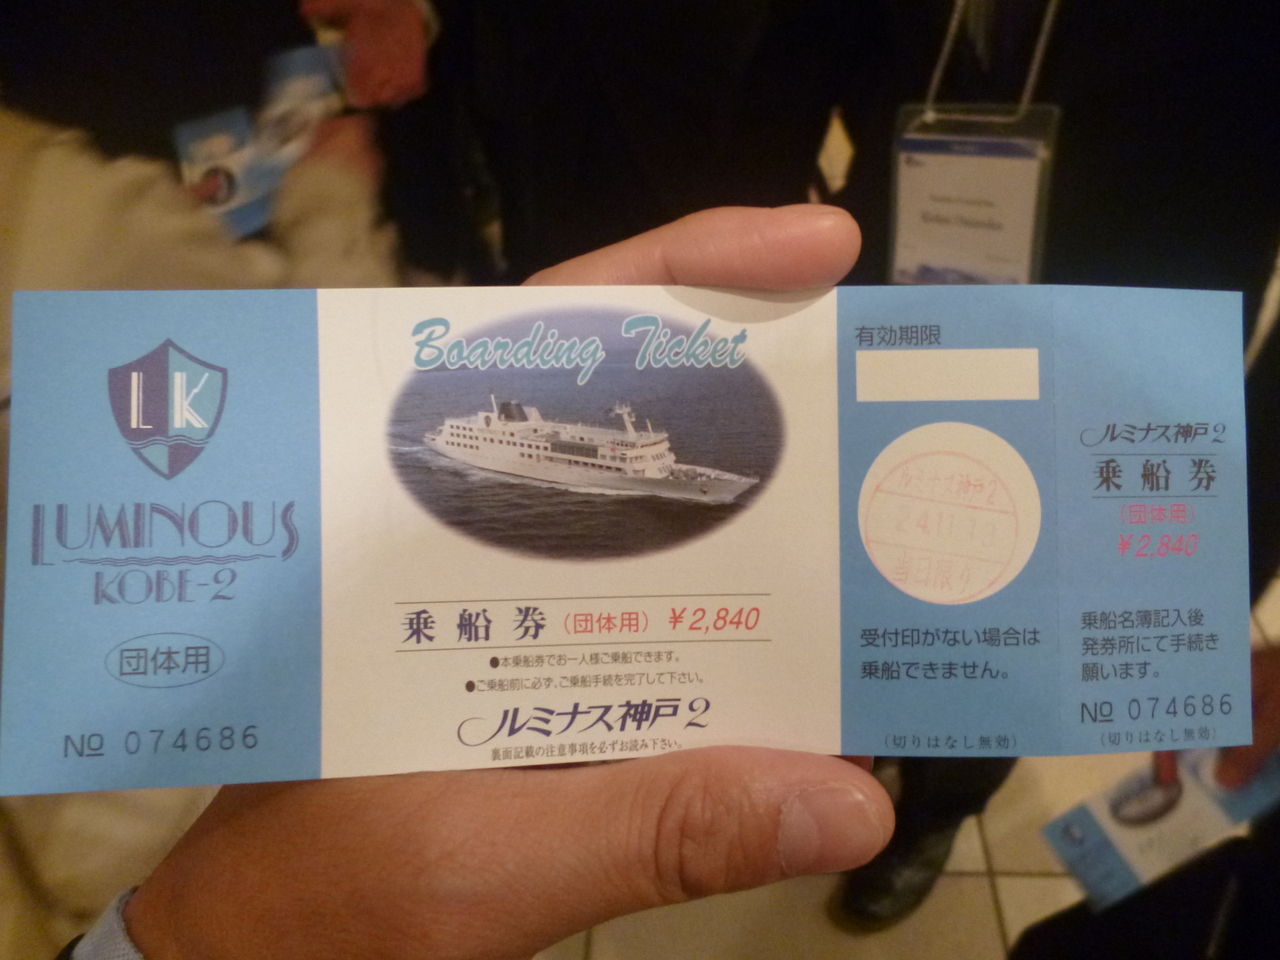 LK
LUMINOUS
KOBE-2
団体用
№ 074686
Boarding Ticket
乗船券(団体用)¥2,840
●本乗船券でお一人様ご乗船できます。
●ご乗船前に必ず、ご乗船手続を完了して下さい。
ルミナス神戸2
裏面記載の注意事項を必ずお読み下さい。
有効期限
ルミナス神戸2
当日限り
受付印がない場合は
乗船できません。
(切りはなし無効)
ルミナス神戸2
乗船券
(団体用)
¥2,840
乗船名簿記入後
発券所にて手続き
願います。
№ 074686
(切りはなし無効)